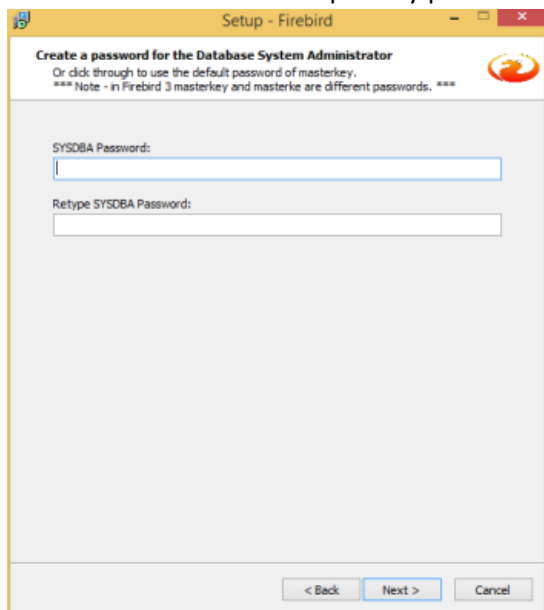 Setup - Firebird
Create a password for the Database System Administrator
Or click through to use the default password of masterkey.
*** Note - in Firebird 3 masterkey and masterke are different passwords. ***
SYSDBA Password:
Retype SYSDBA Password:
< Back Next > Cancel